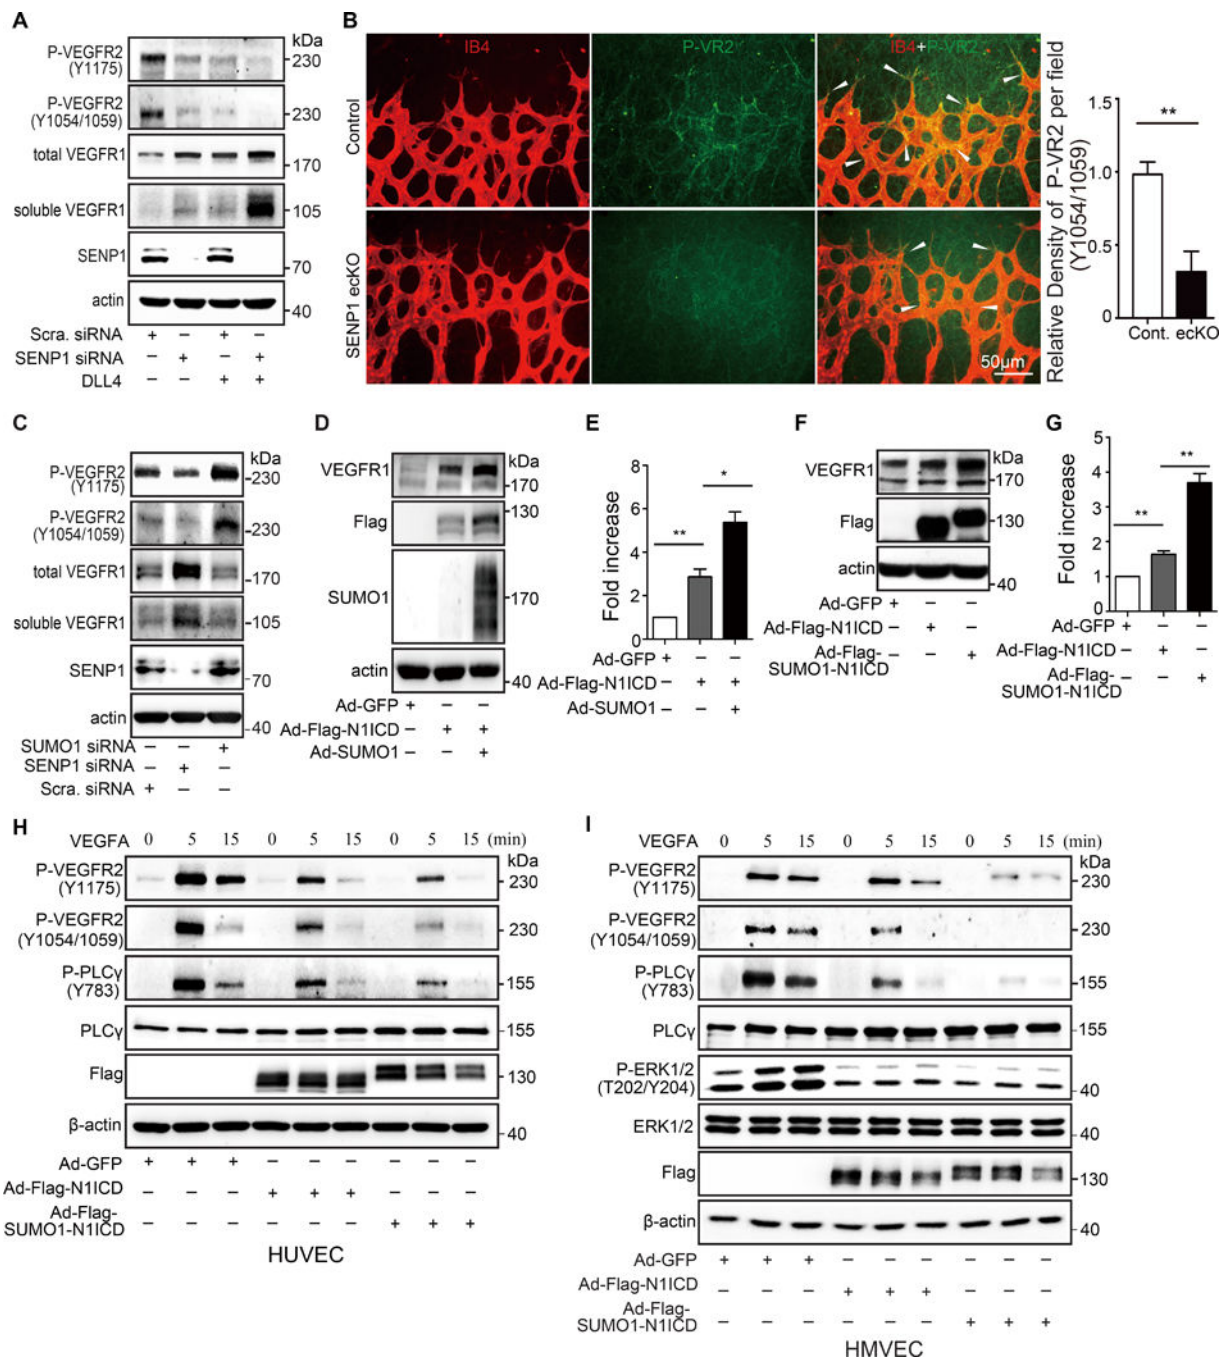 A
kDa
P-VEGFR2
(Y1175)
230
P-VEGFR2
(Y1054/1059)
230
total VEGFR1
170
soluble VEGFR1
105
SENP1
70
actin
40
Scra. siRNA + – + –
SENP1 siRNA – + – +
DLL4 – – + +
B
IB4
P-VR2
IB4+P-VR2
Control
SENP1 ecKO
50μm
Relative Density of P-VR2 per field
(Y1054/1059)
1.5
1.0
0.5
0
**
Cont. ecKO
C
kDa
P-VEGFR2
(Y1175)
230
P-VEGFR2
(Y1054/1059)
230
total VEGFR1
170
soluble VEGFR1
105
SENP1
70
actin
40
SUMO1 siRNA – – +
SENP1 siRNA – + –
Scra. siRNA + – –
D
kDa
VEGFR1
170
Flag
130
SUMO1
170
actin
40
Ad-GFP + – –
Ad-Flag-N1ICD – + +
Ad-SUMO1 – – +
E
Fold increase
8
6
4
2
0
**
*
Ad-GFP + – –
Ad-Flag-N1ICD – + +
Ad-SUMO1 – – +
F
kDa
VEGFR1
170
Flag
130
actin
40
Ad-GFP + – –
Ad-Flag-N1ICD – + –
Ad-Flag-
SUMO1-N1ICD – – +
G
Fold increase
5
4
3
2
1
0
**
**
Ad-GFP + – –
Ad-Flag-N1ICD – + –
Ad-Flag-
SUMO1-N1ICD – – +
H
VEGFA 0 5 15 0 5 15 0 5 15 (min)
kDa
P-VEGFR2
(Y1175)
230
P-VEGFR2
(Y1054/1059)
230
P-PLCγ
(Y783)
155
PLCγ
155
Flag
130
β-actin
40
Ad-GFP + + + – – – – – –
Ad-Flag-N1ICD – – – + + + – – –
Ad-Flag-
SUMO1-N1ICD – – – – – – + + +
HUVEC
I
VEGFA 0 5 15 0 5 15 0 5 15 (min)
kDa
P-VEGFR2
(Y1175)
230
P-VEGFR2
(Y1054/1059)
230
P-PLCγ
(Y783)
155
PLCγ
155
P-ERK1/2
(T202/Y204)
40
ERK1/2
40
Flag
130
β-actin
40
Ad-GFP + + + – – – – – –
Ad-Flag-N1ICD – – – + + + – – –
Ad-Flag-
SUMO1-N1ICD – – – – – – + + +
HMVEC